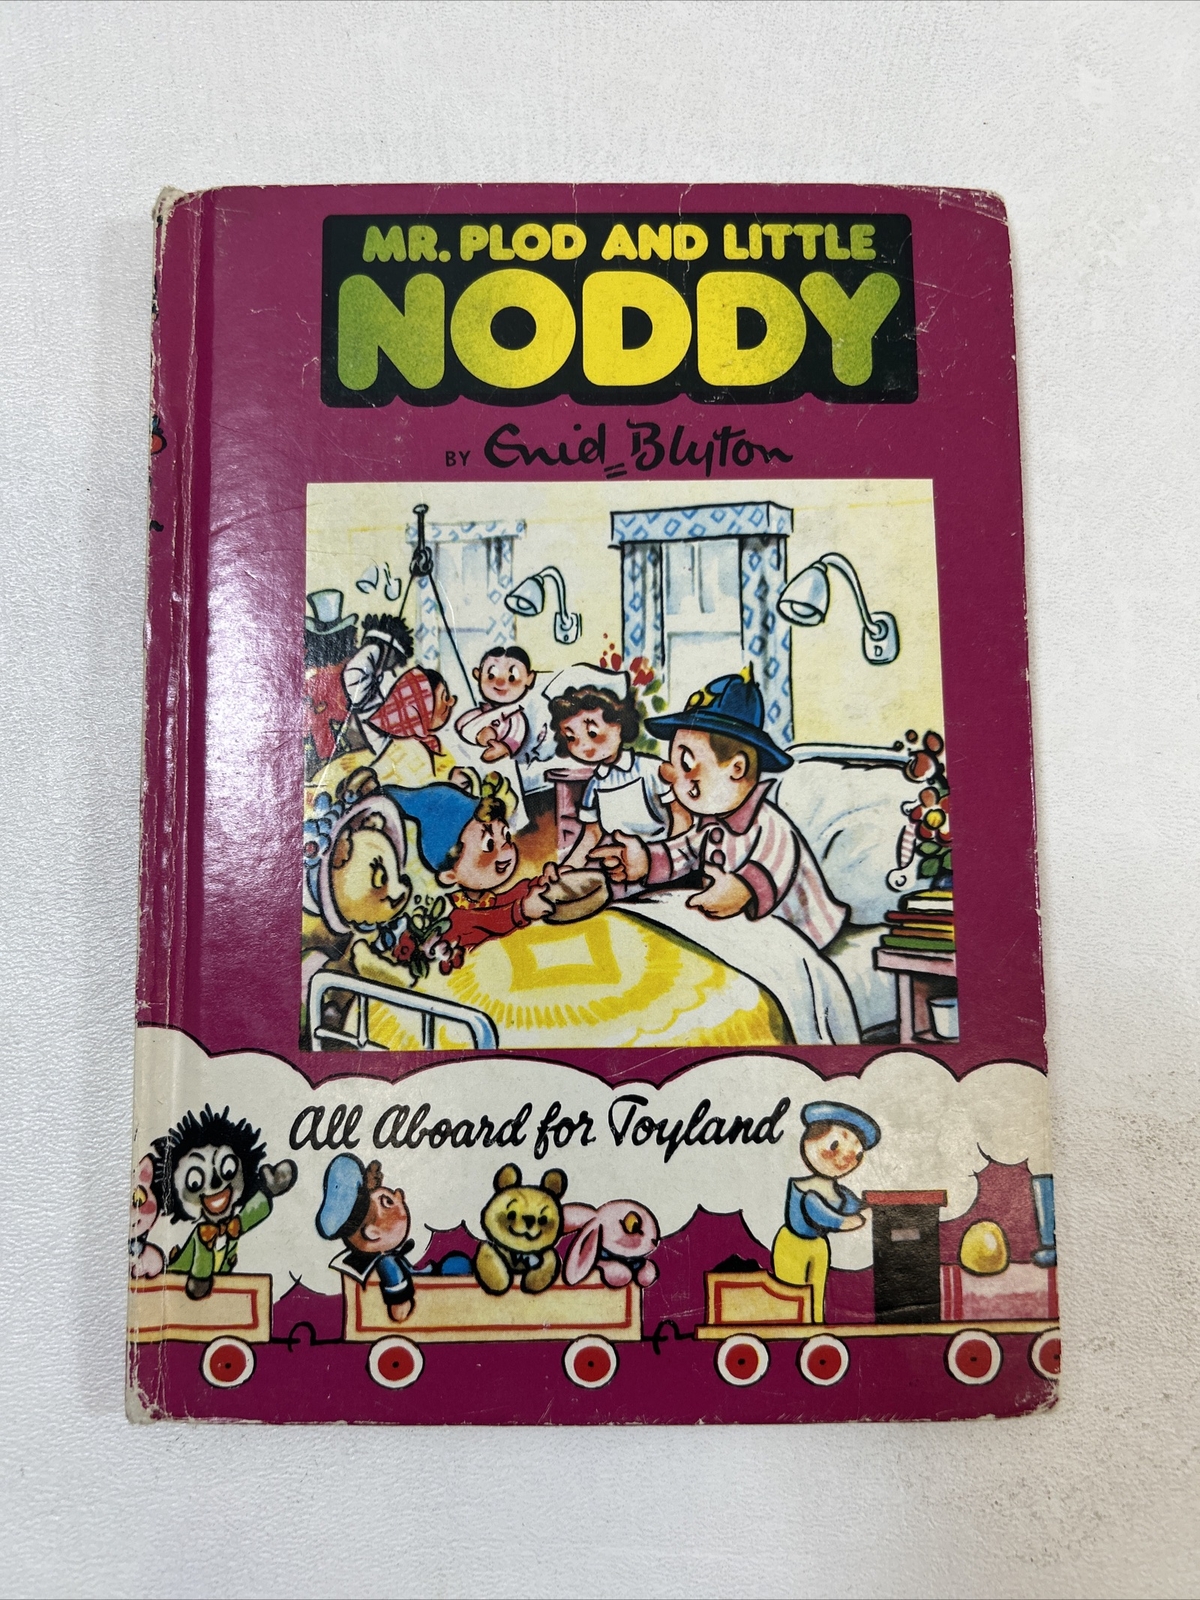 MR. PLOD AND LITTLE
NODDY
BY Enid Blyton
All Aboard for Toyland